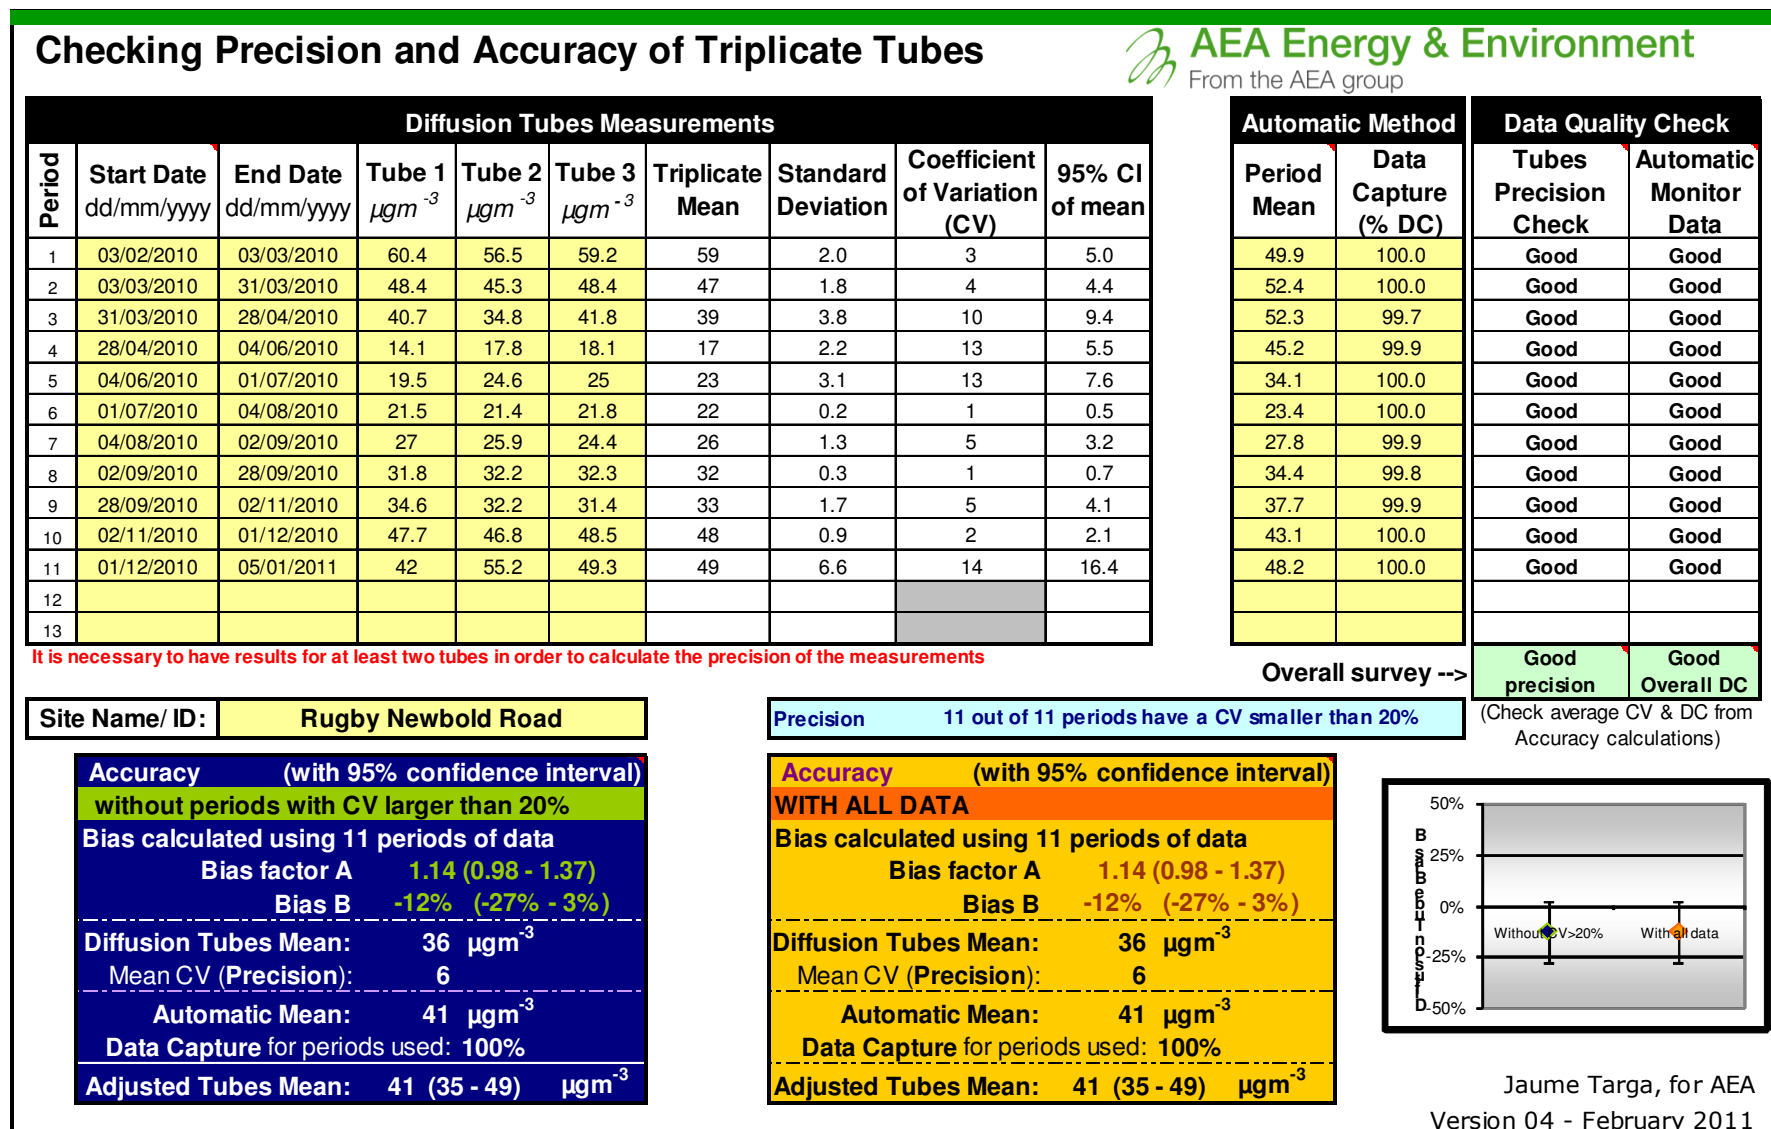 Checking Precision and Accuracy of Triplicate Tubes
AEA Energy & Environment
From the AEA group
Diffusion Tubes Measurements
Automatic Method
Data Quality Check
Period
Start Date dd/mm/yyyy
End Date dd/mm/yyyy
Tube 1 µgm-3
Tube 2 µgm-3
Tube 3 µgm-3
Triplicate Mean
Standard Deviation
Coefficient of Variation (CV)
95% CI of mean
Period Mean
Data Capture (% DC)
Tubes Precision Check
Automatic Monitor Data
1 03/02/2010 03/03/2010 60.4 56.5 59.2 59 2.0 3 5.0 49.9 100.0 Good Good
2 03/03/2010 31/03/2010 48.4 45.3 48.4 47 1.8 4 4.4 52.4 100.0 Good Good
3 31/03/2010 28/04/2010 40.7 34.8 41.8 39 3.8 10 9.4 52.3 99.7 Good Good
4 28/04/2010 04/06/2010 14.1 17.8 18.1 17 2.2 13 5.5 45.2 99.9 Good Good
5 04/06/2010 01/07/2010 19.5 24.6 25 23 3.1 13 7.6 34.1 100.0 Good Good
6 01/07/2010 04/08/2010 21.5 21.4 21.8 22 0.2 1 0.5 23.4 100.0 Good Good
7 04/08/2010 02/09/2010 27 25.9 24.4 26 1.3 5 3.2 27.8 99.9 Good Good
8 02/09/2010 28/09/2010 31.8 32.2 32.3 32 0.3 1 0.7 34.4 99.8 Good Good
9 28/09/2010 02/11/2010 34.6 32.2 31.4 33 1.7 5 4.1 37.7 99.9 Good Good
10 02/11/2010 01/12/2010 47.7 46.8 48.5 48 0.9 2 2.1 43.1 100.0 Good Good
11 01/12/2010 05/01/2011 42 55.2 49.3 49 6.6 14 16.4 48.2 100.0 Good Good
12
13
It is necessary to have results for at least two tubes in order to calculate the precision of the measurements
Overall survey -->
Good precision
Good Overall DC
Site Name/ ID: Rugby Newbold Road
Precision 11 out of 11 periods have a CV smaller than 20%
(Check average CV & DC from
Accuracy calculations)
Accuracy (with 95% confidence interval)
without periods with CV larger than 20%
Bias calculated using 11 periods of data
Bias factor A 1.14 (0.98 - 1.37)
Bias B -12% (-27% - 3%)
Diffusion Tubes Mean: 36 µgm-3
Mean CV (Precision): 6
Automatic Mean: 41 µgm-3
Data Capture for periods used: 100%
Adjusted Tubes Mean: 41 (35 - 49) µgm-3
Accuracy (with 95% confidence interval)
WITH ALL DATA
Bias calculated using 11 periods of data
Bias factor A 1.14 (0.98 - 1.37)
Bias B -12% (-27% - 3%)
Diffusion Tubes Mean: 36 µgm-3
Mean CV (Precision): 6
Automatic Mean: 41 µgm-3
Data Capture for periods used: 100%
Adjusted Tubes Mean: 41 (35 - 49) µgm-3
Diffusion Tube Bias B
50%
25%
0%
-25%
-50%
Without CV>20%
With all data
Jaume Targa, for AEA
Version 04 - February 2011